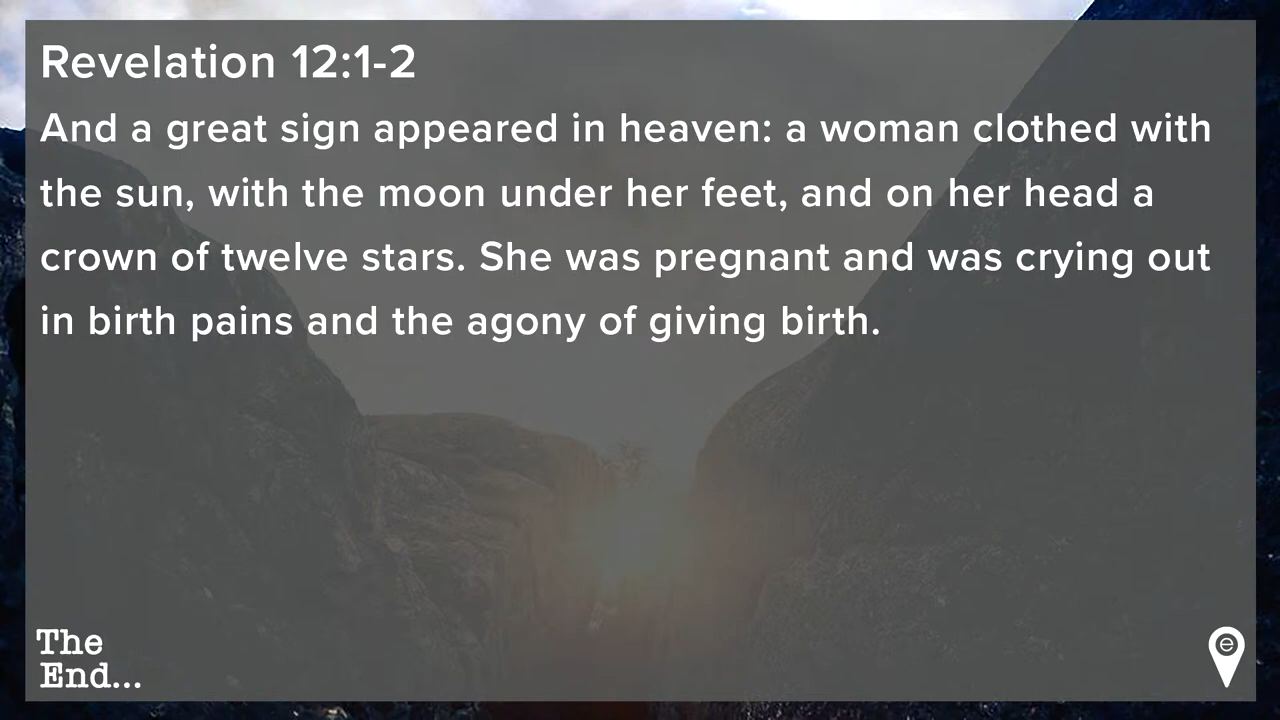 Revelation 12:1-2
And a great sign appeared in heaven: a woman clothed with
the sun, with the moon under her feet, and on her head a
crown of twelve stars. She was pregnant and was crying out
in birth pains and the agony of giving birth.
The
End...
e